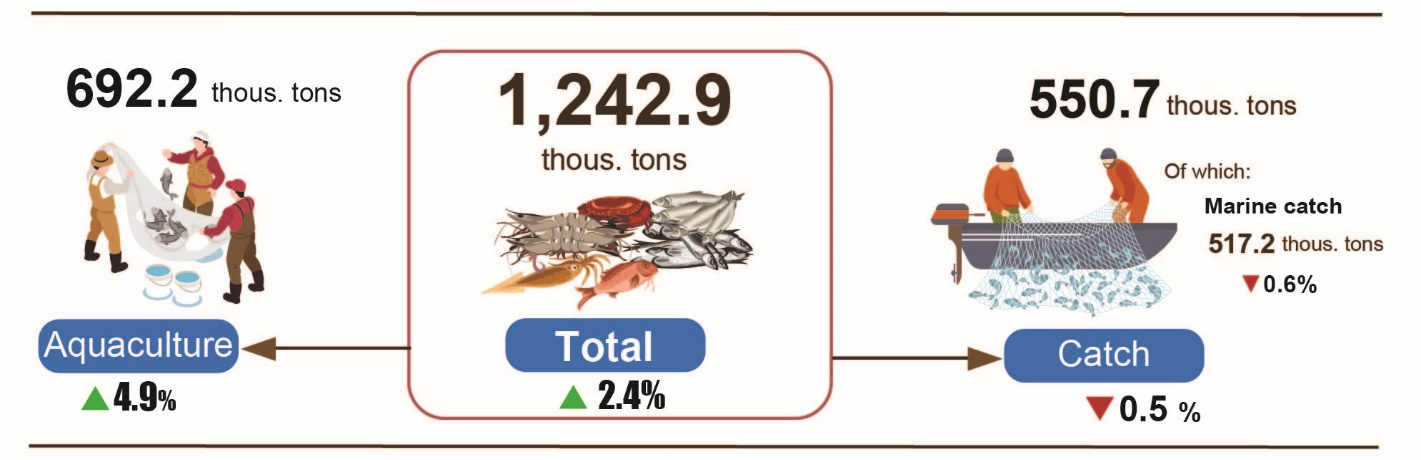 692.2 thous. tons
Aquaculture
▲ 4.9%
1,242.9
thous. tons
Total
▲ 2.4%
550.7 thous. tons
Of which:
Marine catch
517.2 thous. tons
▼ 0.6%
Catch
▼ 0.5 %